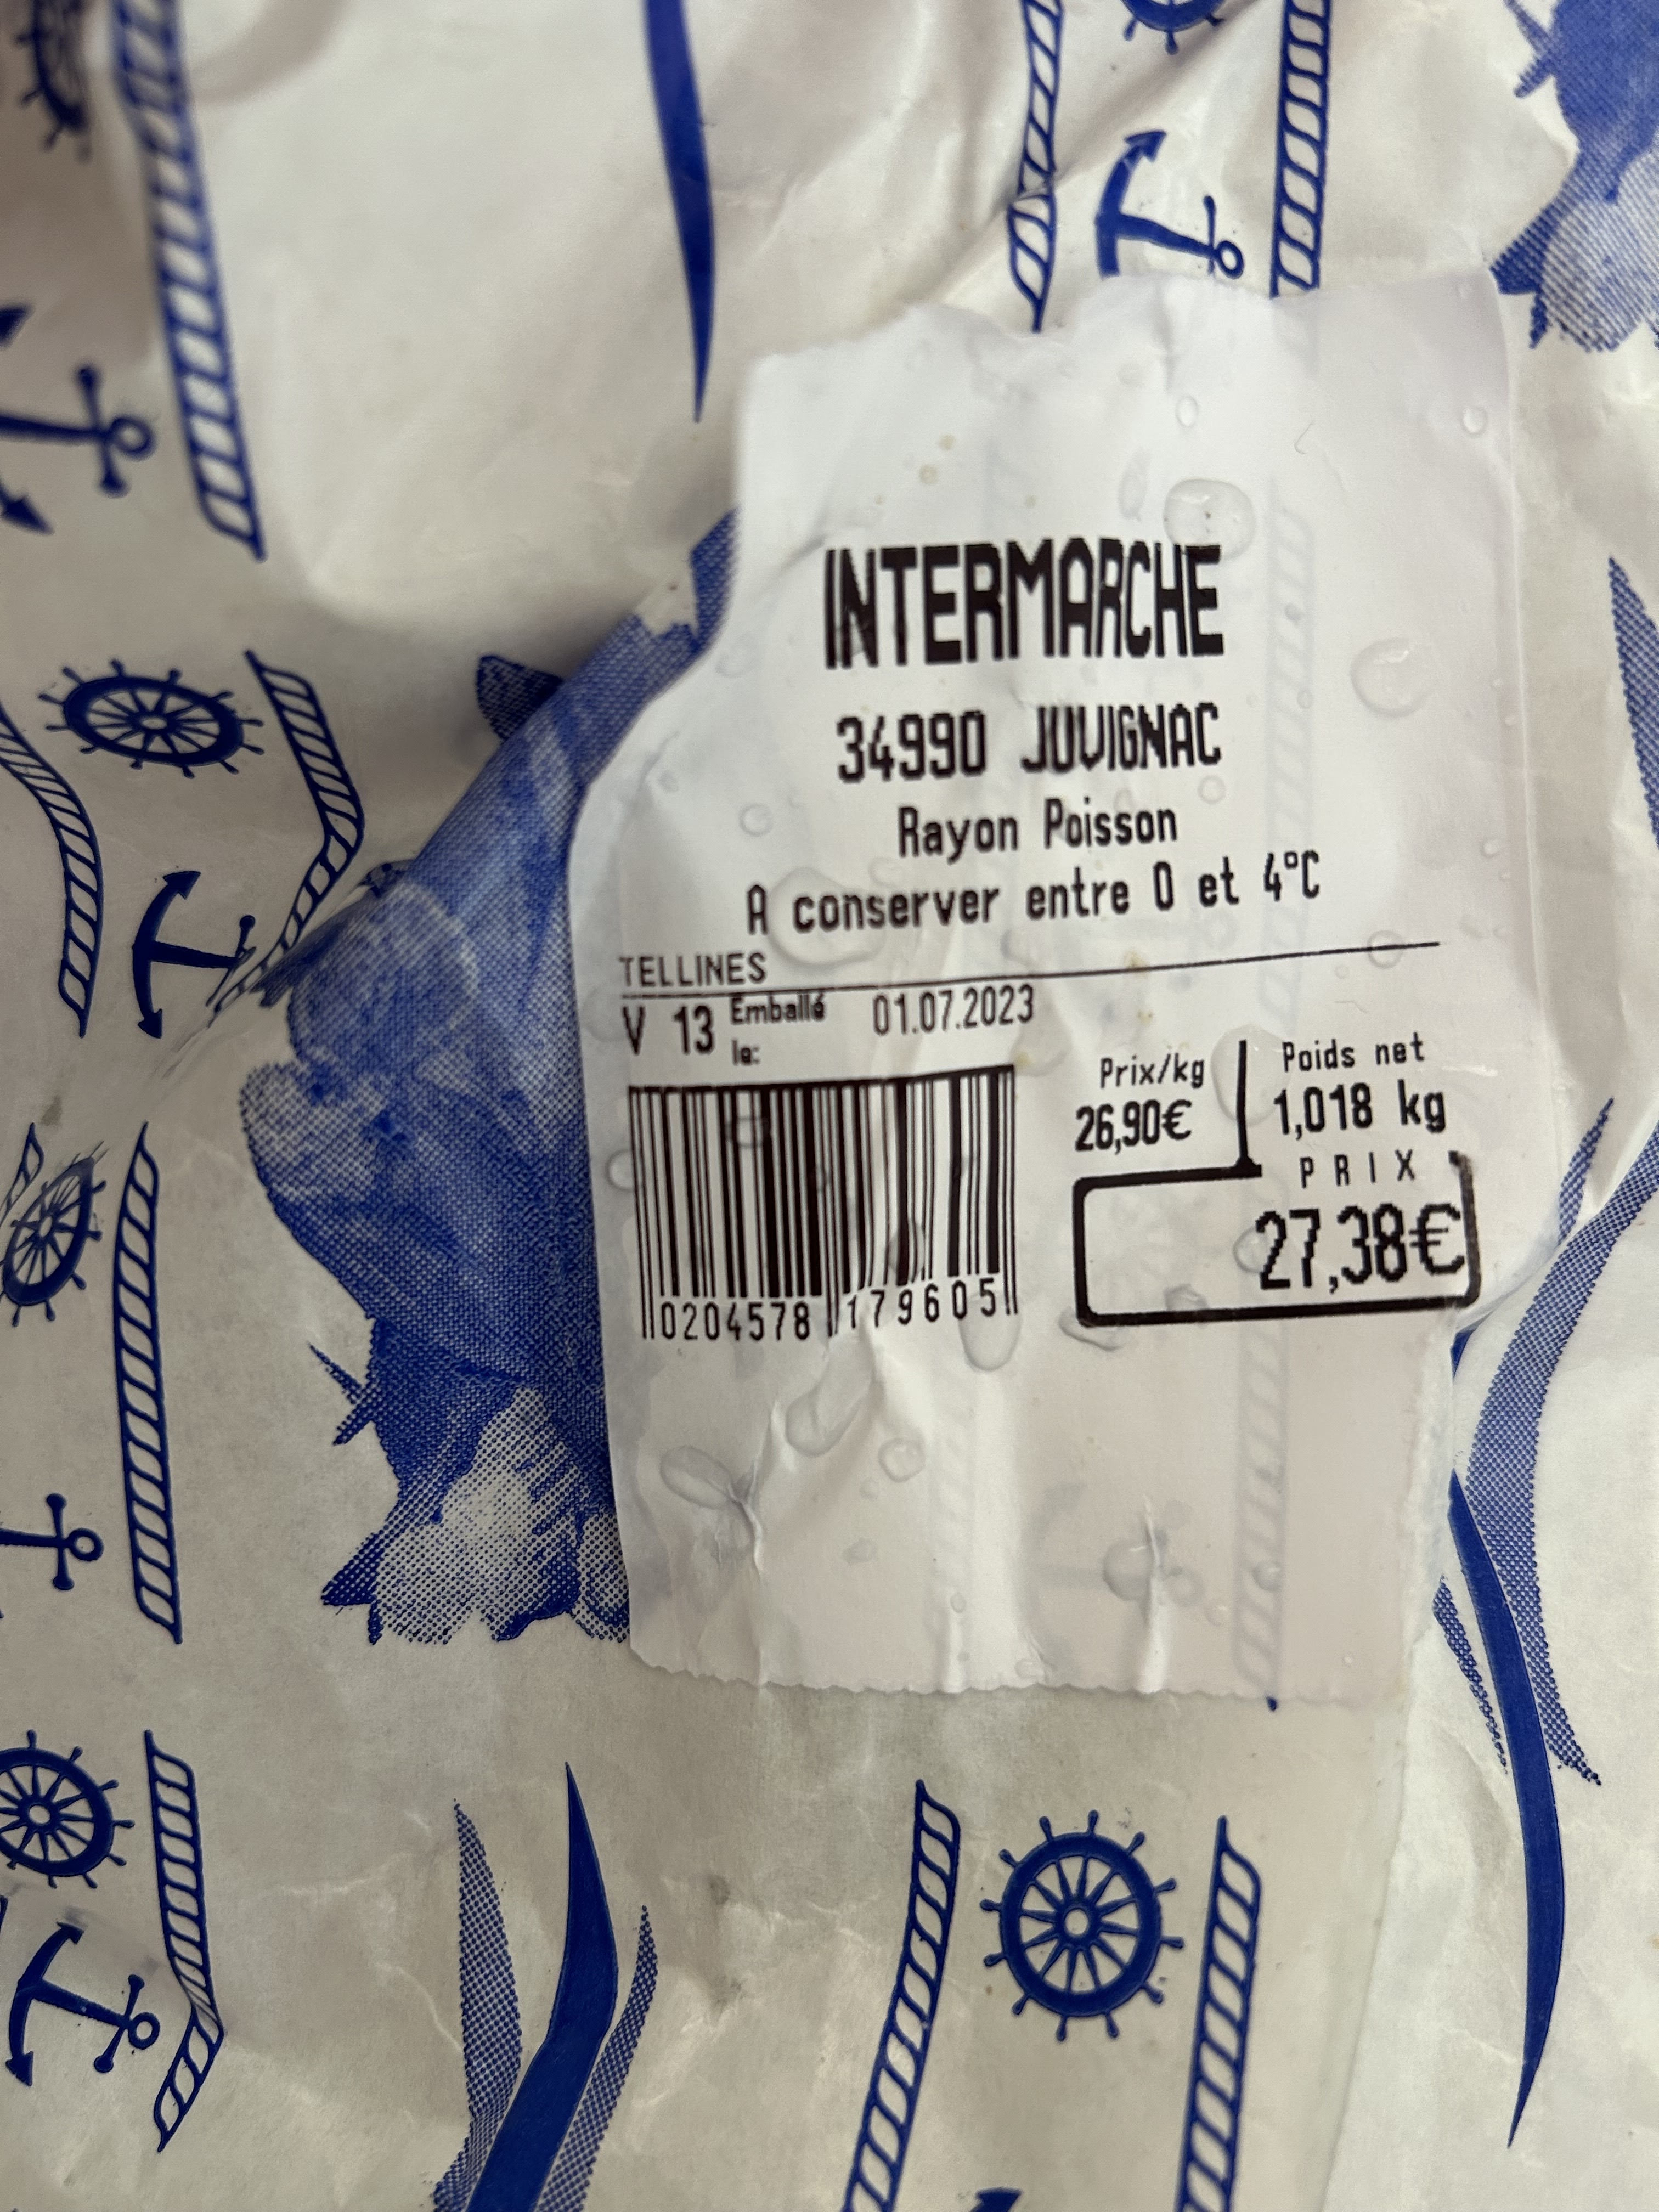 INTERMARCHE
34990 JUVIGNAC
Rayon Poisson
A conserver entre 0 et 4°C
TELLINES
V 13 Emballé le: 01.07.2023
Prix/kg Poids net
26,90€ 1,018 kg
PRIX
27,38€
0204578 179605